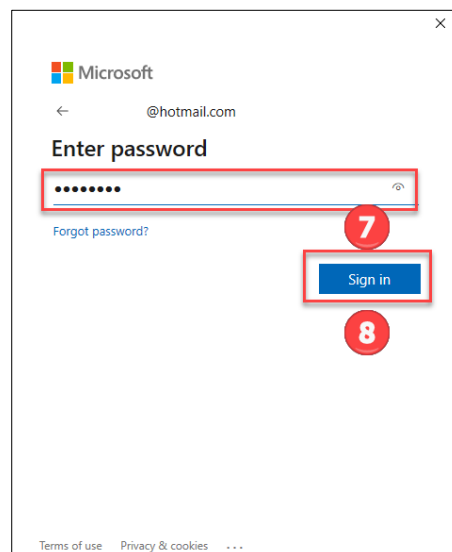 Microsoft
@hotmail.com
Enter password
Forgot password?
7
Sign in
8
Terms of use Privacy & cookies ...